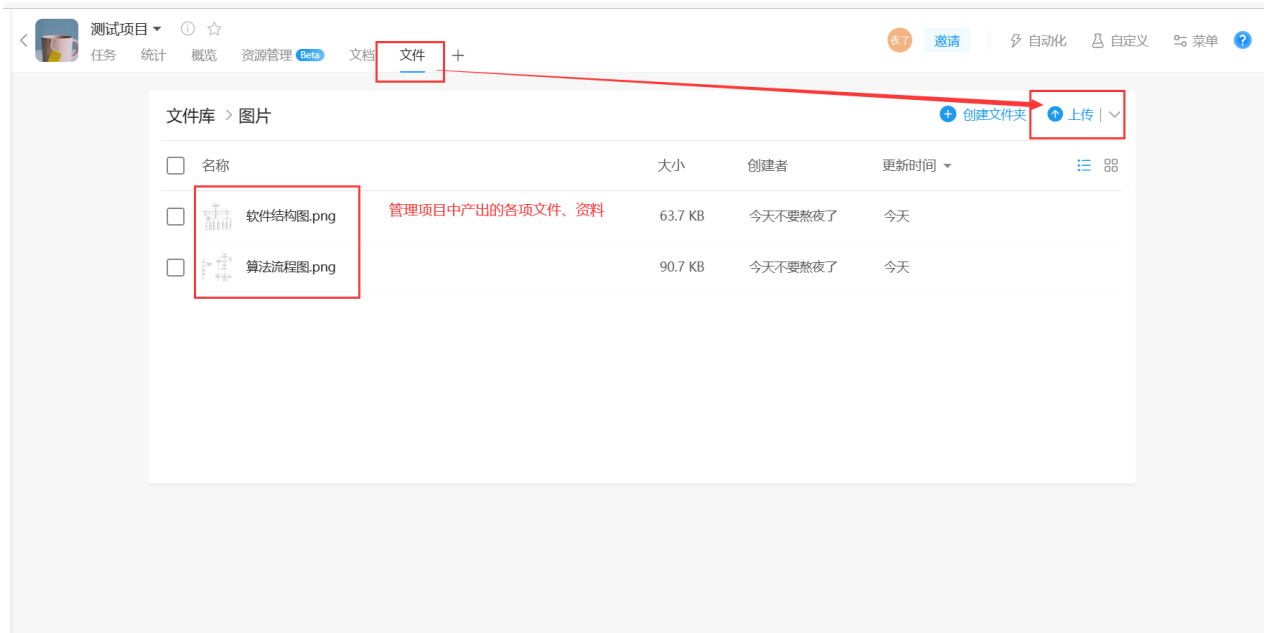 测试项目
任务 统计 概览 资源管理 Beta 文档 文件
夜了 邀请 自动化 自定义 菜单
文件库 > 图片 创建文件夹 上传
名称 大小 创建者 更新时间
软件结构图.png 管理项目中产出的各项文件、资料 63.7 KB 今天不要熬夜了 今天
算法流程图.png 90.7 KB 今天不要熬夜了 今天